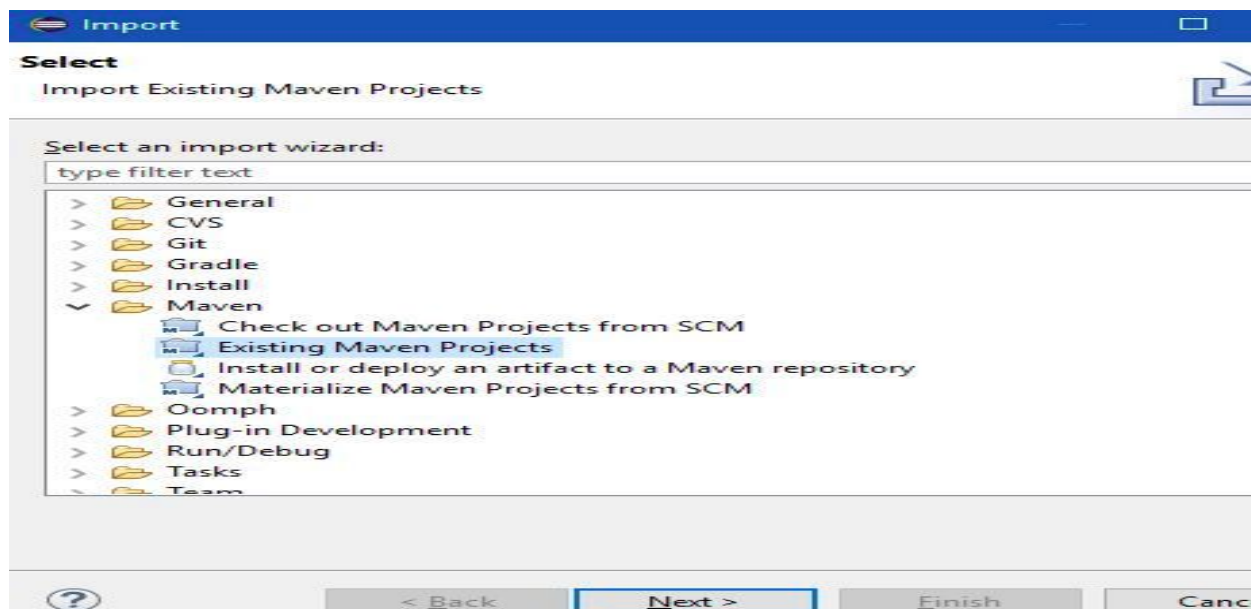 Import
Select
Import Existing Maven Projects
Select an import wizard:
type filter text
General
CVS
Git
Gradle
Install
Maven
Check out Maven Projects from SCM
Existing Maven Projects
Install or deploy an artifact to a Maven repository
Materialize Maven Projects from SCM
Oomph
Plug-in Development
Run/Debug
Tasks
Team
?
< Back Next > Finish Canc